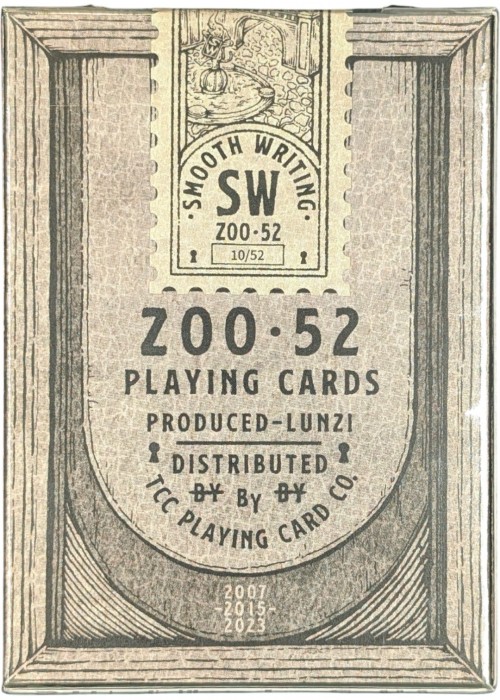 ·SMOOTH WRITING·
SW
ZOO·52
10/52
ZOO·52
PLAYING CARDS
PRODUCED-LUNZI
DISTRIBUTED
BY By BY
TCC PLAYING CARD CO.
2007
-2015-
2023